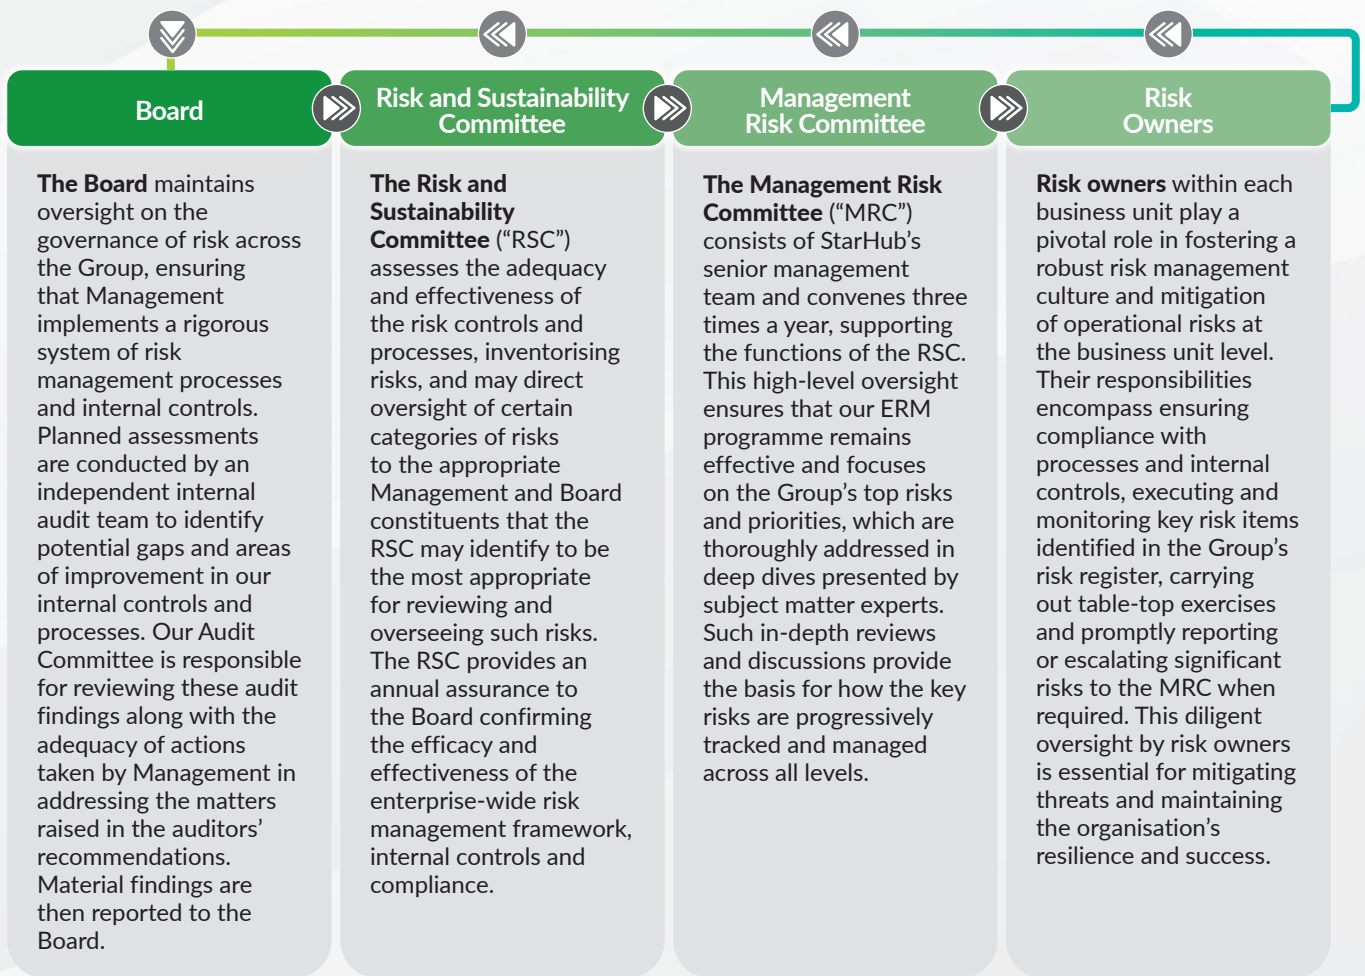 Board
The Board maintains
oversight on the
governance of risk across
the Group, ensuring
that Management
implements a rigorous
system of risk
management processes
and internal controls.
Planned assessments
are conducted by an
independent internal
audit team to identify
potential gaps and areas
of improvement in our
internal controls and
processes. Our Audit
Committee is responsible
for reviewing these audit
findings along with the
adequacy of actions
taken by Management in
addressing the matters
raised in the auditors’
recommendations.
Material findings are
then reported to the
Board.
Risk and Sustainability
Committee
The Risk and
Sustainability
Committee (“RSC”)
assesses the adequacy
and effectiveness of
the risk controls and
processes, inventorising
risks, and may direct
oversight of certain
categories of risks
to the appropriate
Management and Board
constituents that the
RSC may identify to be
the most appropriate
for reviewing and
overseeing such risks.
The RSC provides an
annual assurance to
the Board confirming
the efficacy and
effectiveness of the
enterprise-wide risk
management framework,
internal controls and
compliance.
Management
Risk Committee
The Management Risk
Committee (“MRC”)
consists of StarHub’s
senior management
team and convenes three
times a year, supporting
the functions of the RSC.
This high-level oversight
ensures that our ERM
programme remains
effective and focuses
on the Group’s top risks
and priorities, which are
thoroughly addressed in
deep dives presented by
subject matter experts.
Such in-depth reviews
and discussions provide
the basis for how the key
risks are progressively
tracked and managed
across all levels.
Risk
Owners
Risk owners within each
business unit play a
pivotal role in fostering a
robust risk management
culture and mitigation
of operational risks at
the business unit level.
Their responsibilities
encompass ensuring
compliance with
processes and internal
controls, executing and
monitoring key risk items
identified in the Group’s
risk register, carrying
out table-top exercises
and promptly reporting
or escalating significant
risks to the MRC when
required. This diligent
oversight by risk owners
is essential for mitigating
threats and maintaining
the organisation’s
resilience and success.